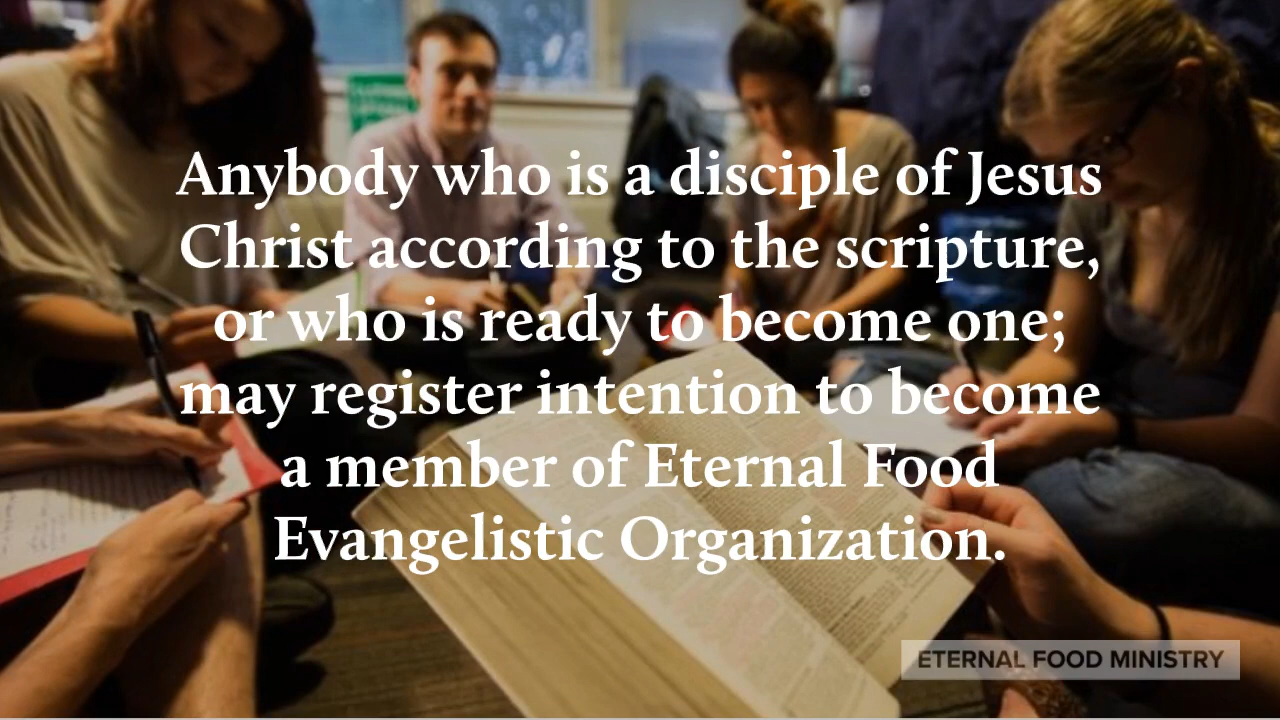 Anybody who is a disciple of Jesus
Christ according to the scripture,
or who is ready to become one;
may register intention to become
a member of Eternal Food
Evangelistic Organization.
ETERNAL FOOD MINISTRY